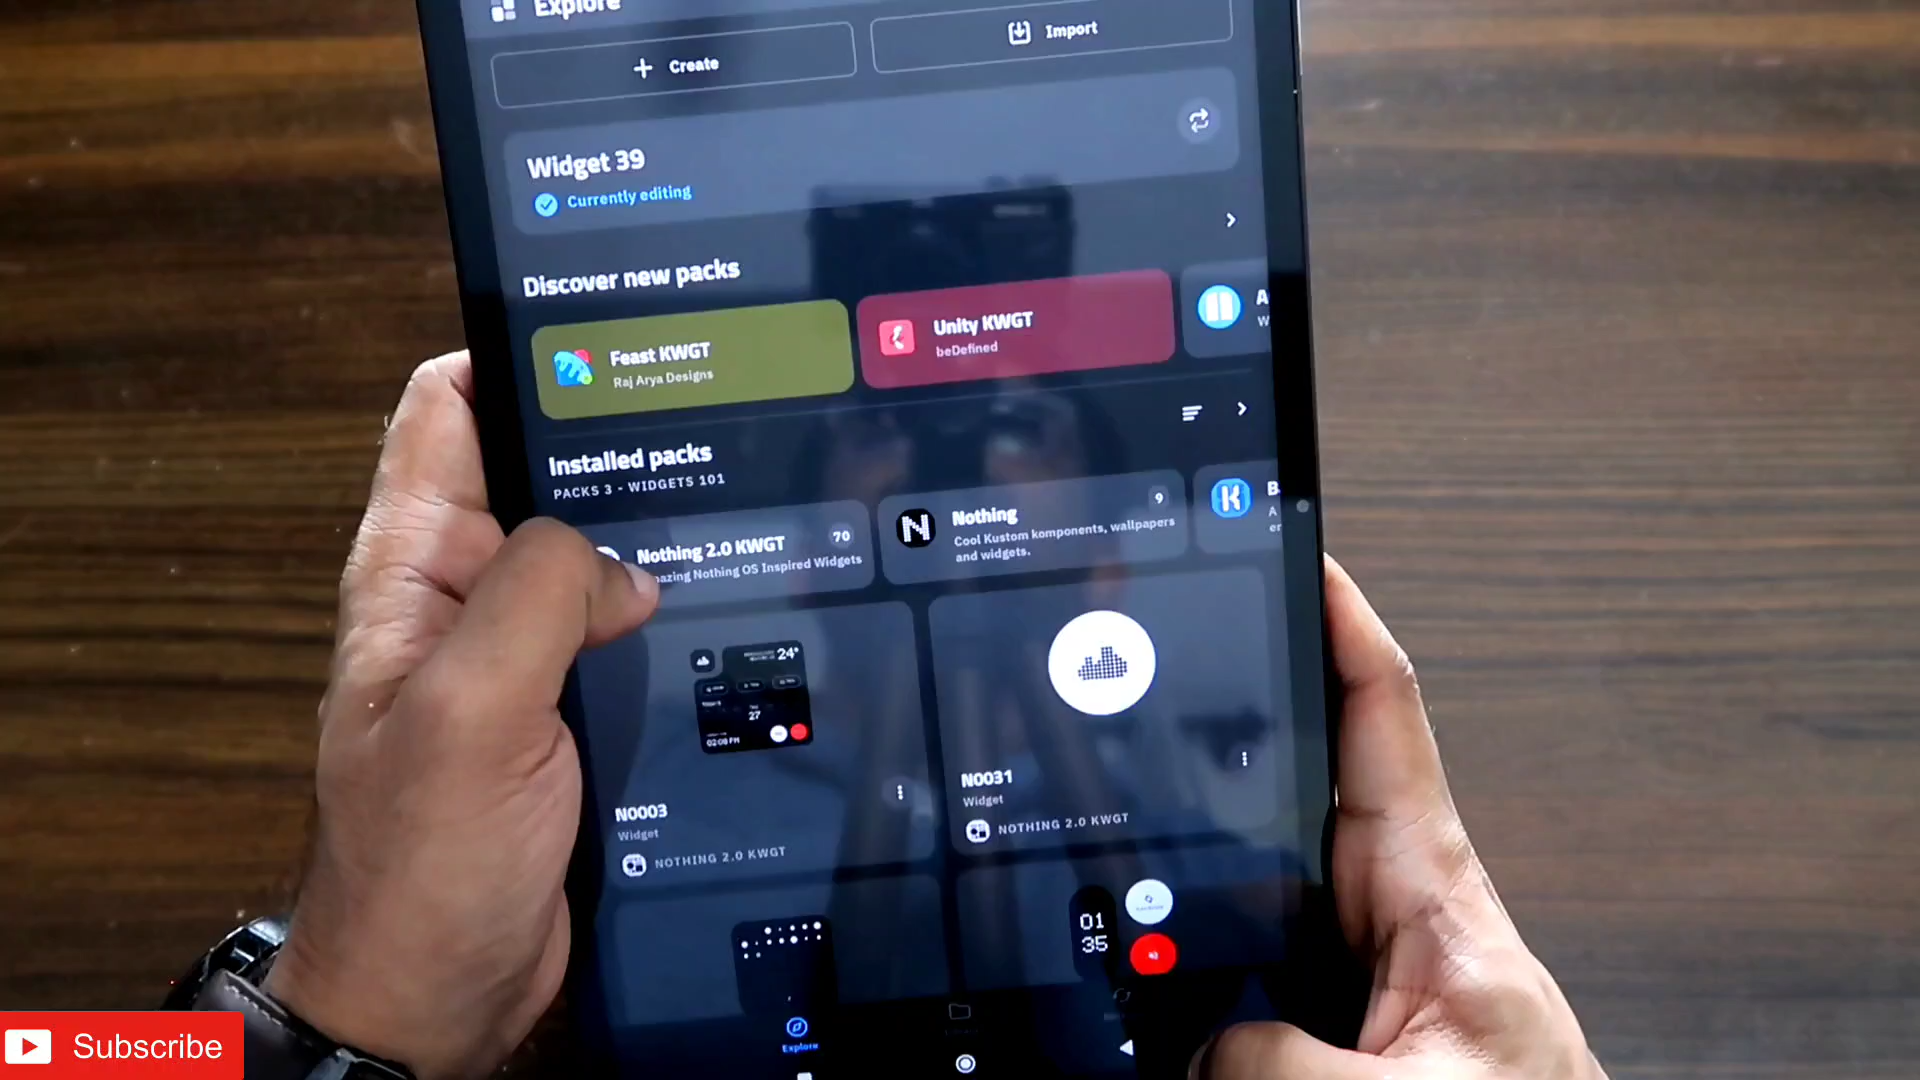 Explore
Create
Import
Widget 39
Currently editing
Discover new packs
Feast KWGT
Raj Arya Designs
Unity KWGT
beDefined
Installed packs
PACKS 3 - WIDGETS 101
Nothing 2.0 KWGT
70
azing Nothing OS Inspired Widgets
Nothing
9
Cool Kustom komponents, wallpapers
and widgets.
24°
27
02:08 PM
N0003
Widget
NOTHING 2.0 KWGT
N0031
Widget
NOTHING 2.0 KWGT
01
35
Explore
Subscribe